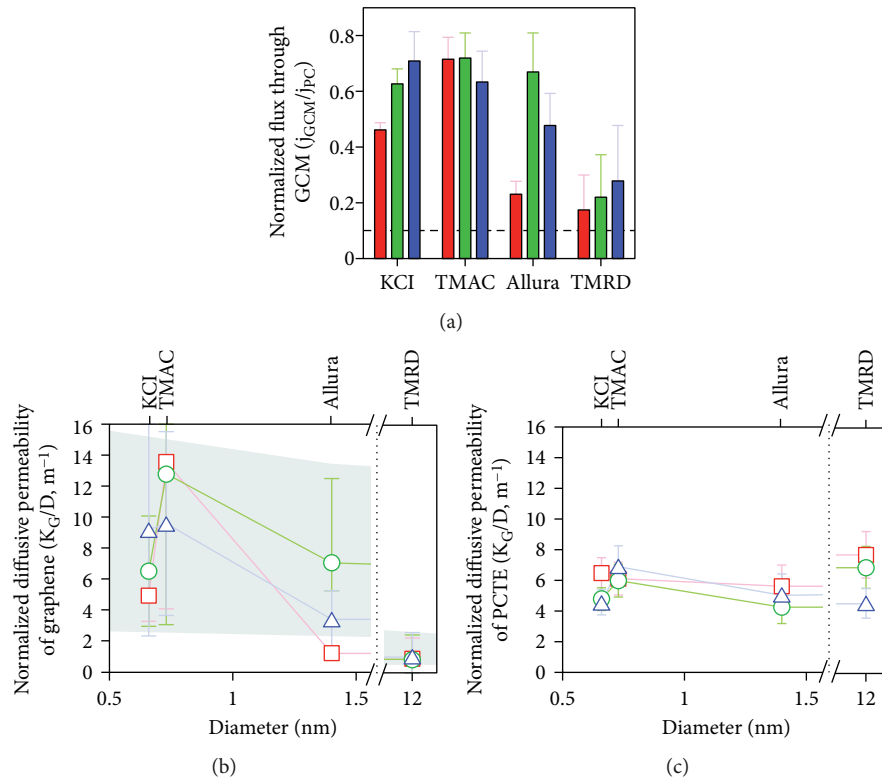 Normalized flux through
GCM (jGCM/jPC)
0.8
0.6
0.4
0.2
0
KCI TMAC Allura TMRD
(a)
KCI
TMAC
Allura
TMRD
Normalized diffusive permeability
of graphene (KG/D, m⁻¹)
16
14
12
10
8
6
4
2
0
0.5 1 1.5 12
Diameter (nm)
(b)
KCI
TMAC
Allura
TMRD
Normalized diffusive permeability
of PCTE (KG/D, m⁻¹)
16
14
12
10
8
6
4
2
0
0.5 1 1.5 12
Diameter (nm)
(c)